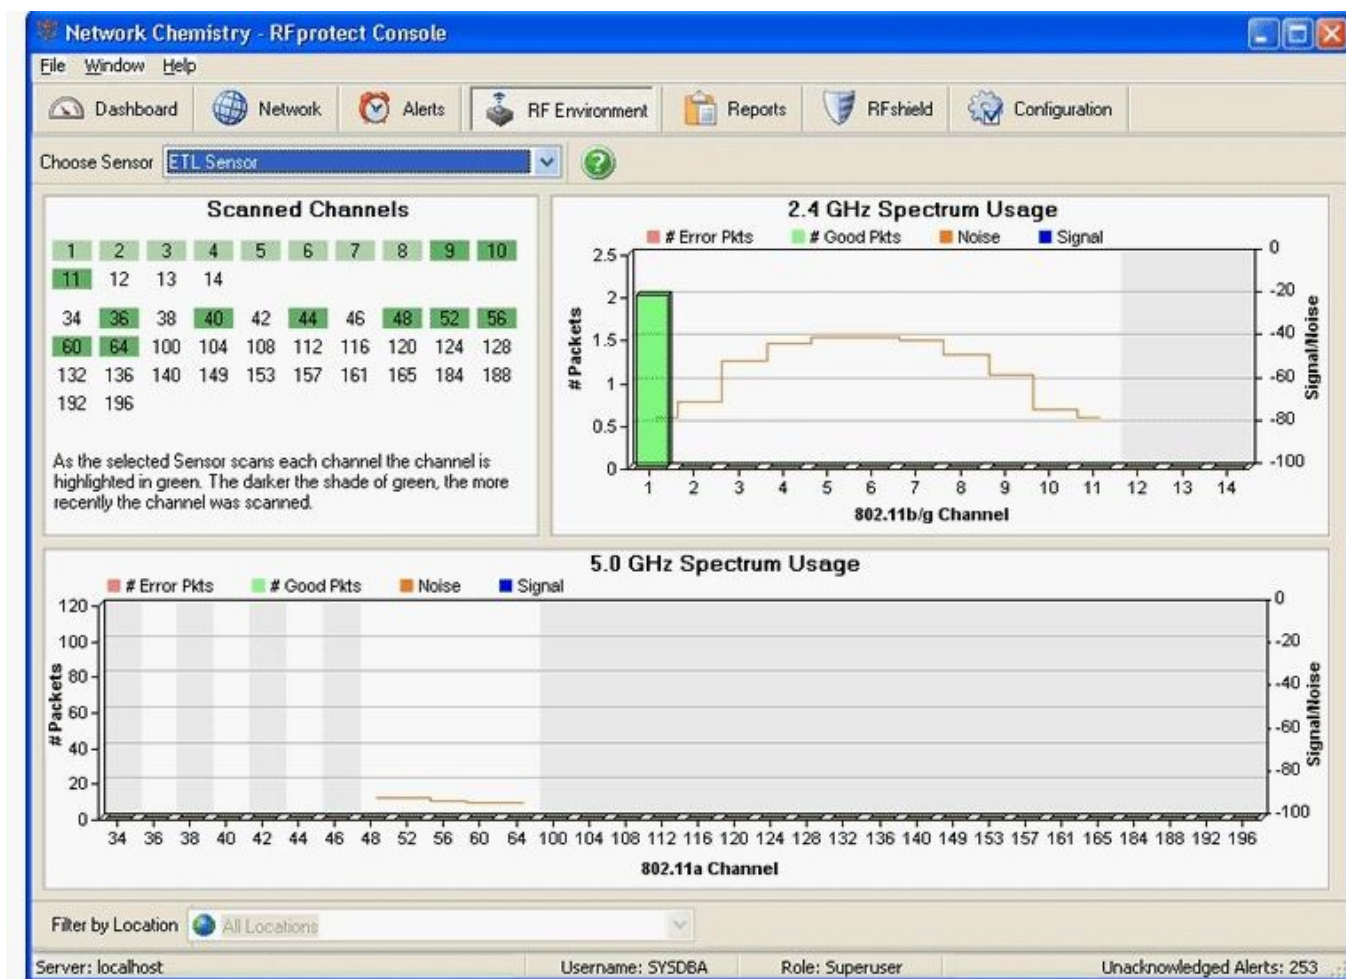 Network Chemistry - RFprotect Console
File Window Help
Dashboard Network Alerts RF Environment Reports RFshield Configuration
Choose Sensor ETL Sensor
Scanned Channels
1 2 3 4 5 6 7 8 9 10
11 12 13 14
34 36 38 40 42 44 46 48 52 56
60 64 100 104 108 112 116 120 124 128
132 136 140 149 153 157 161 165 184 188
192 196
As the selected Sensor scans each channel the channel is
highlighted in green. The darker the shade of green, the more
recently the channel was scanned.
2.4 GHz Spectrum Usage
# Error Pkts # Good Pkts Noise Signal
# Packets
2.5
2
1.5
1
0.5
0
0
-20
-40
-60
-80
-100
Signal/Noise
1 2 3 4 5 6 7 8 9 10 11 12 13 14
802.11b/g Channel
5.0 GHz Spectrum Usage
# Error Pkts # Good Pkts Noise Signal
# Packets
120
100
80
60
40
20
0
0
-20
-40
-60
-80
-100
Signal/Noise
34 36 38 40 42 44 46 48 52 56 60 64 100 104 108 112 116 120 124 128 132 136 140 149 153 157 161 165 184 188 192 196
802.11a Channel
Filter by Location All Locations
Server: localhost Username: SYSDBA Role: Superuser Unacknowledged Alerts: 253